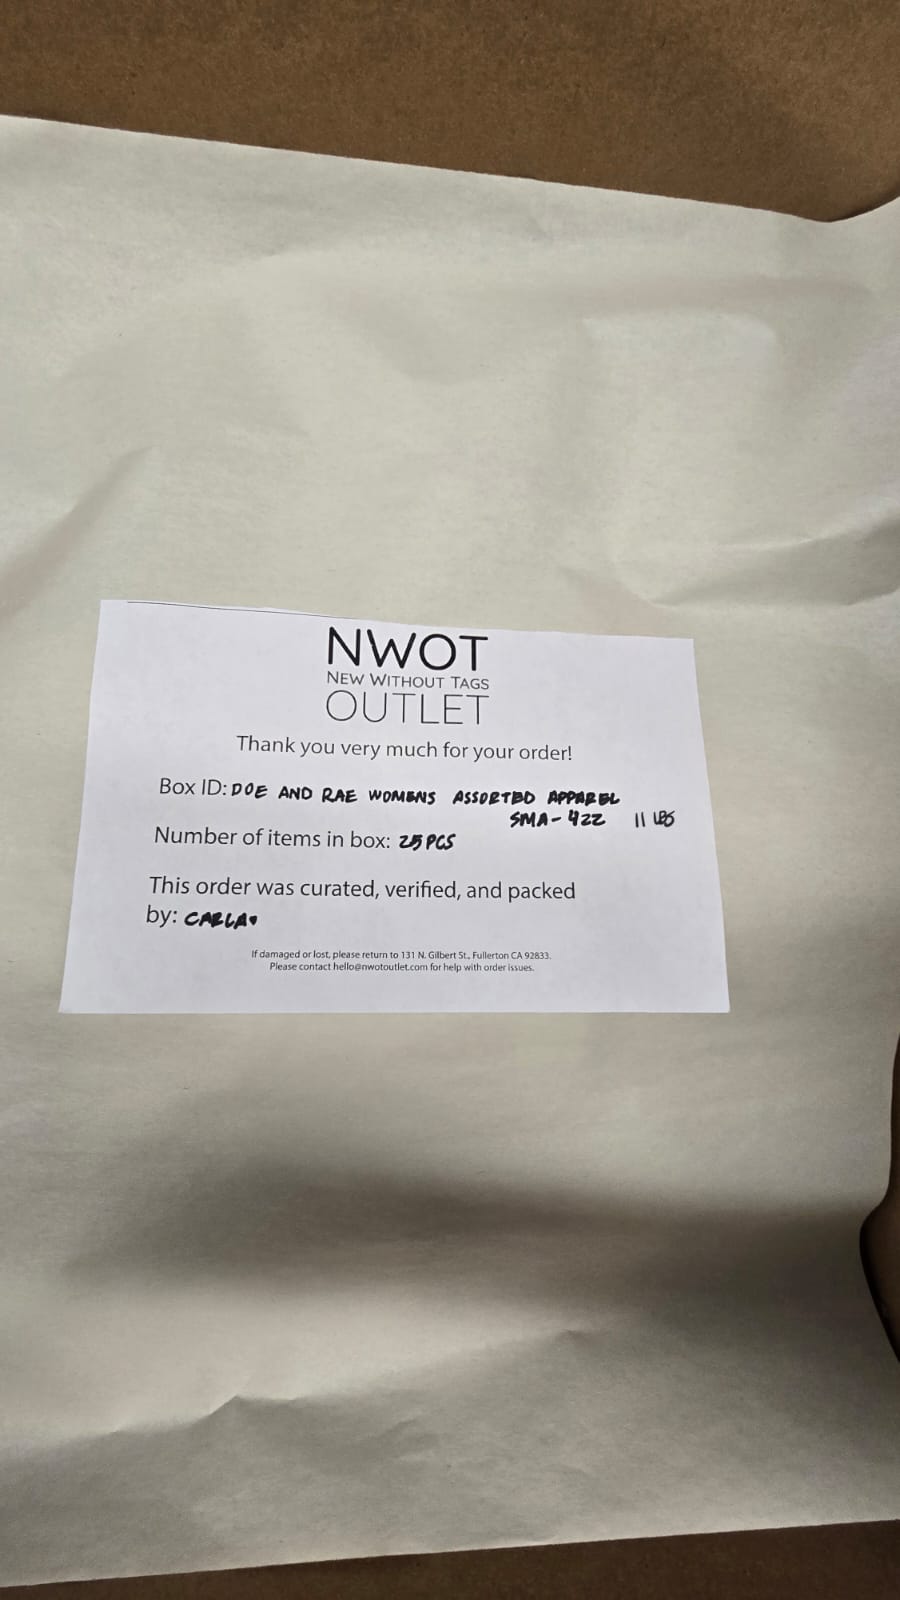 NWOT
NEW WITHOUT TAGS
OUTLET
Thank you very much for your order!
Box ID: DOE AND RAE WOMENS ASSORTED APPAREL
SMA-422 11 LBS
Number of items in box: 25 PCS
This order was curated, verified, and packed
by: CARLA
If damaged or lost, please return to 131 N. Gilbert St., Fullerton CA 92833.
Please contact hello@nwotoutlet.com for help with order issues.